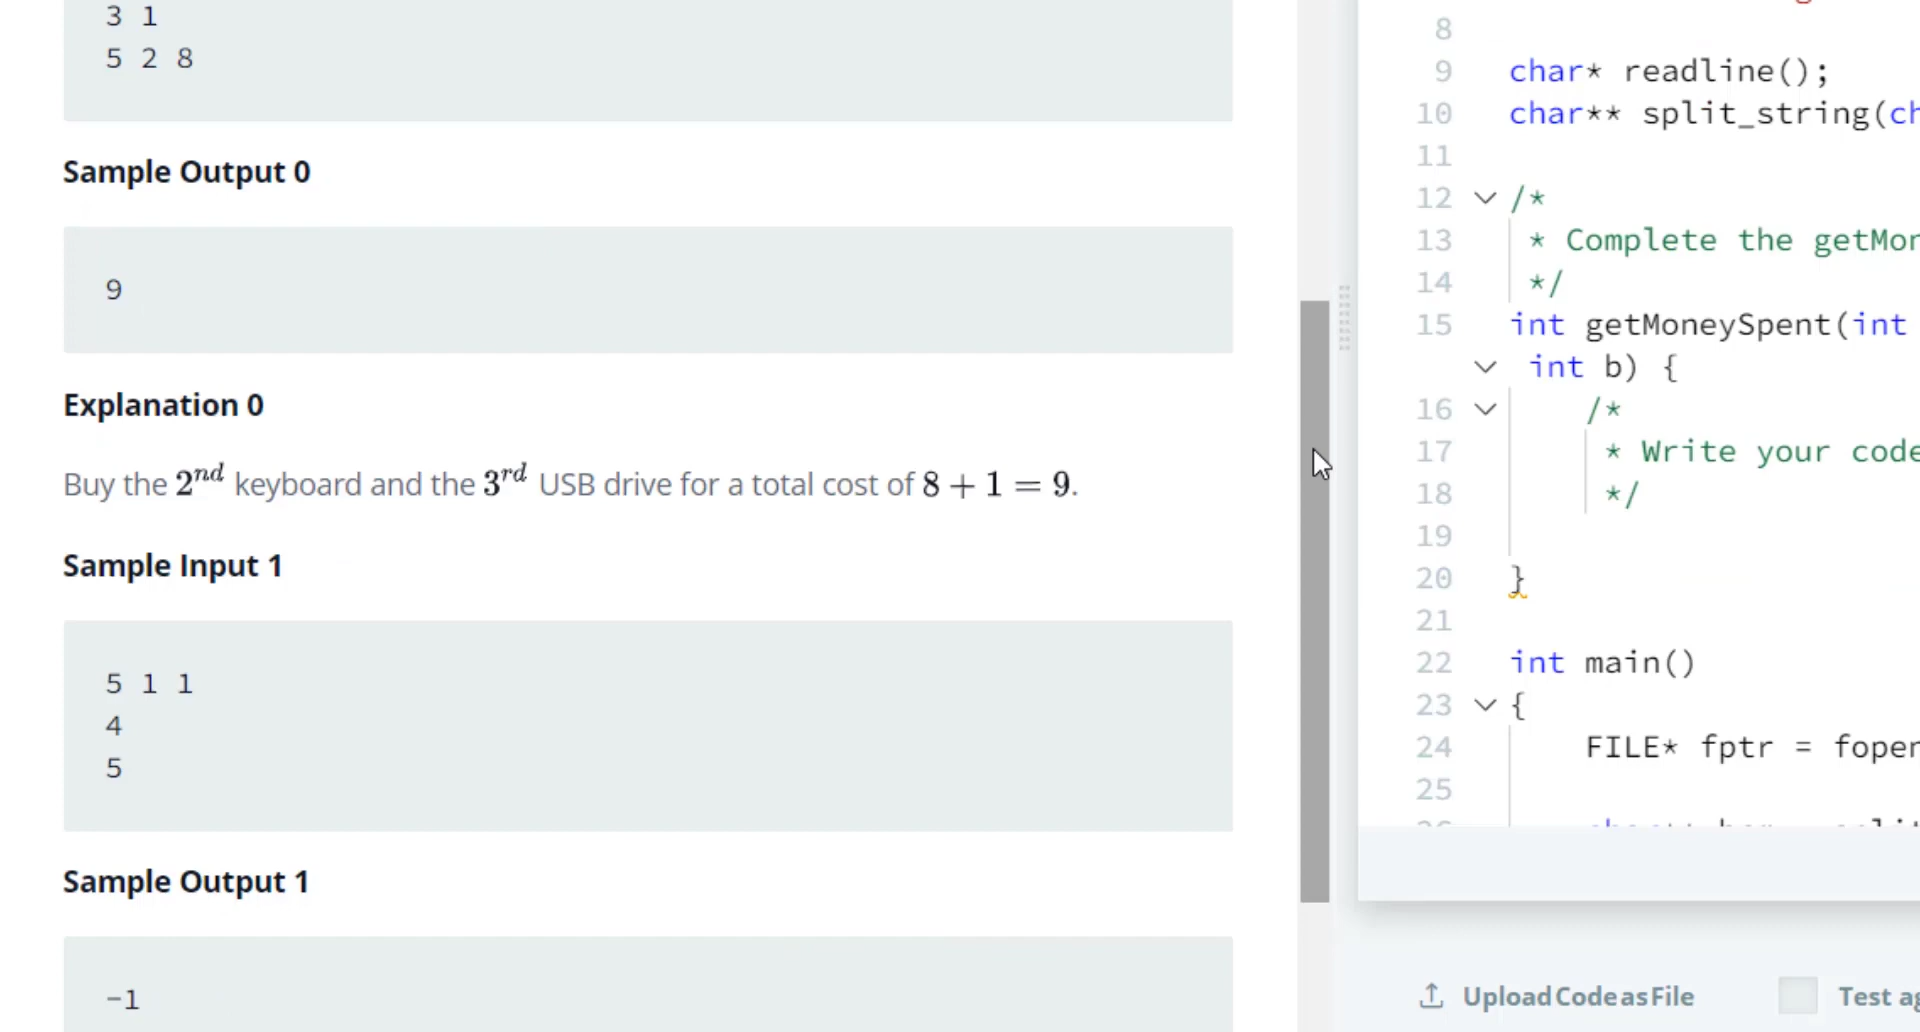 3 1
5 2 8
Sample Output 0
9
Explanation 0
Buy the 2nd keyboard and the 3rd USB drive for a total cost of 8 + 1 = 9.
Sample Input 1
5 1 1
4
5
Sample Output 1
-1
8
9 char* readline();
10 char** split_string(ch
11
12 /*
13 * Complete the getMon
14 */
15 int getMoneySpent(int
int b) {
16 /*
17 * Write your code
18 */
19
20 }
21
22 int main()
23 {
24 FILE* fptr = fopen
25
Upload Code as File
Test ag